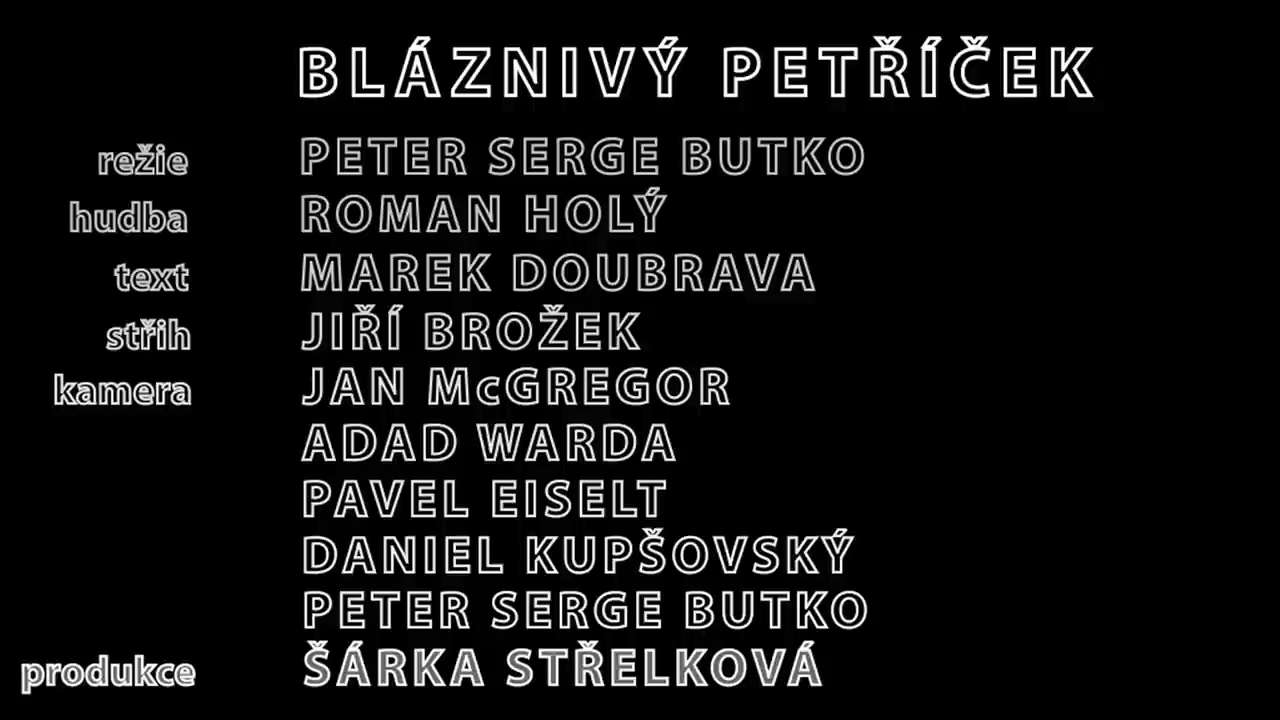 BLÁZNIVÝ PETŘÍČEK
režie PETER SERGE BUTKO
hudba ROMAN HOLÝ
text MAREK DOUBRAVA
střih JIŘÍ BROŽEK
kamera JAN McGREGOR
ADAD WARDA
PAVEL EISELT
DANIEL KUPŠOVSKÝ
PETER SERGE BUTKO
produkce ŠÁRKA STŘELKOVÁ